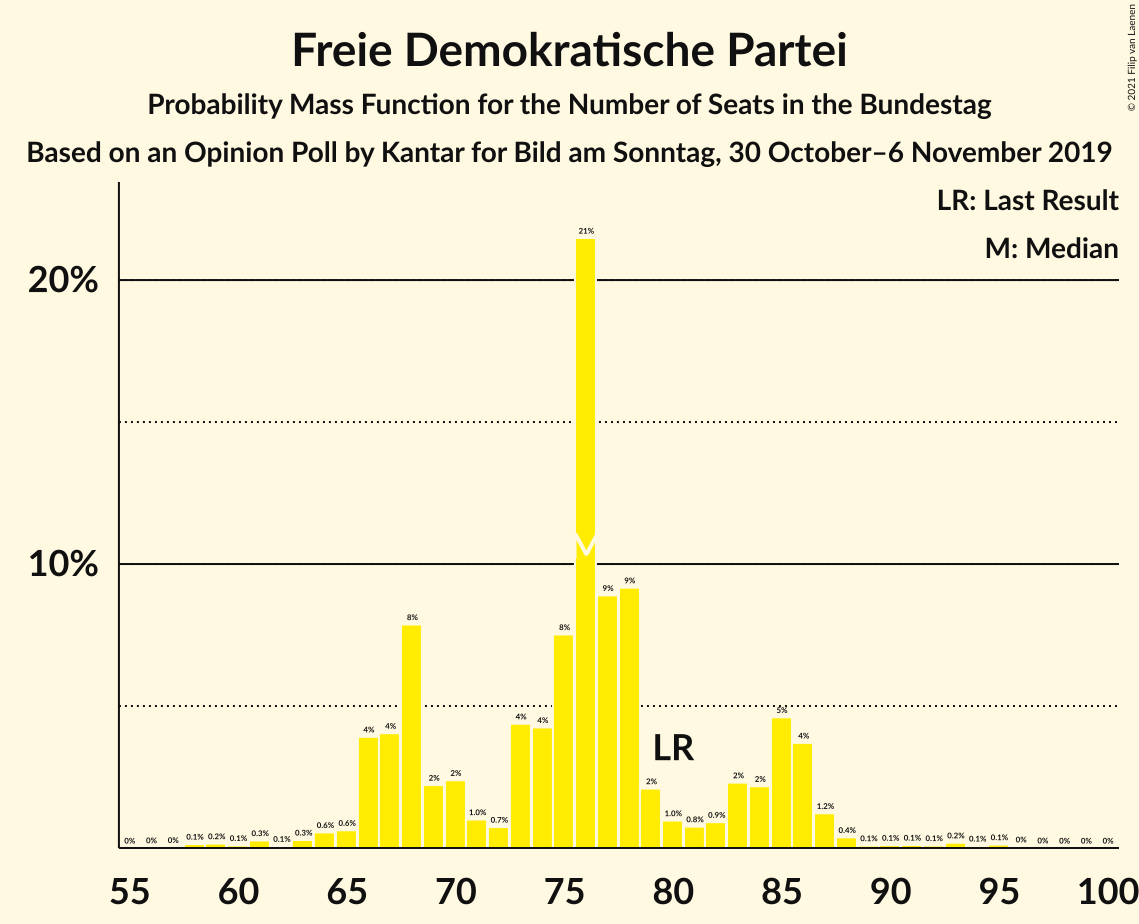 Freie Demokratische Partei
Probability Mass Function for the Number of Seats in the Bundestag
Based on an Opinion Poll by Kantar for Bild am Sonntag, 30 October–6 November 2019
© 2021 Filip van Laenen
LR: Last Result
M: Median
20%
10%
0% 0% 0% 0.1% 0.2% 0.1% 0.3% 0.1% 0.3% 0.6% 0.6% 4% 4% 8% 2% 2% 1.0% 0.7% 4% 4% 8% 21% 9% 9% 2% 1.0% 0.8% 0.9% 2% 2% 5% 4% 1.2% 0.4% 0.1% 0.1% 0.1% 0.1% 0.2% 0.1% 0.1% 0% 0% 0% 0% 0%
M
LR
55 60 65 70 75 80 85 90 95 100